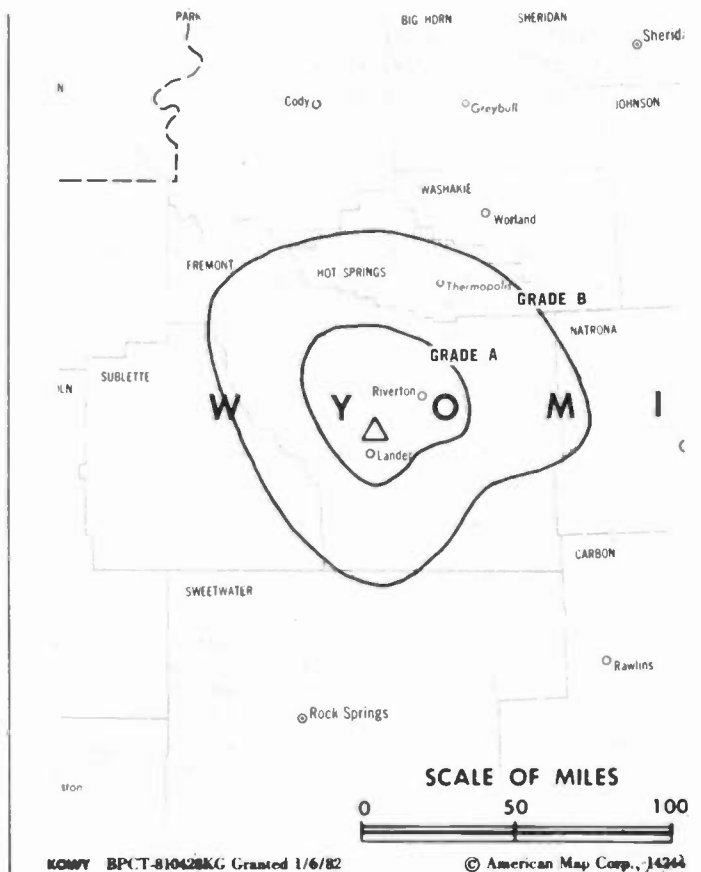 PARK
BIG HORN
SHERIDAN
N
Cody
Greybull
JOHNSON
WASHAKIE
Worland
FREMONT
HOT SPRINGS
Thermopolis
GRADE B
NATRONA
GRADE A
SUBLETTE
Riverton
W Y O M I
Lander
CARBON
SWEETWATER
Rawlins
Rock Springs
SCALE OF MILES
0 50 100
KOWY BPCT-810428KG Granted 1/6/82
© American Map Corp., 14244